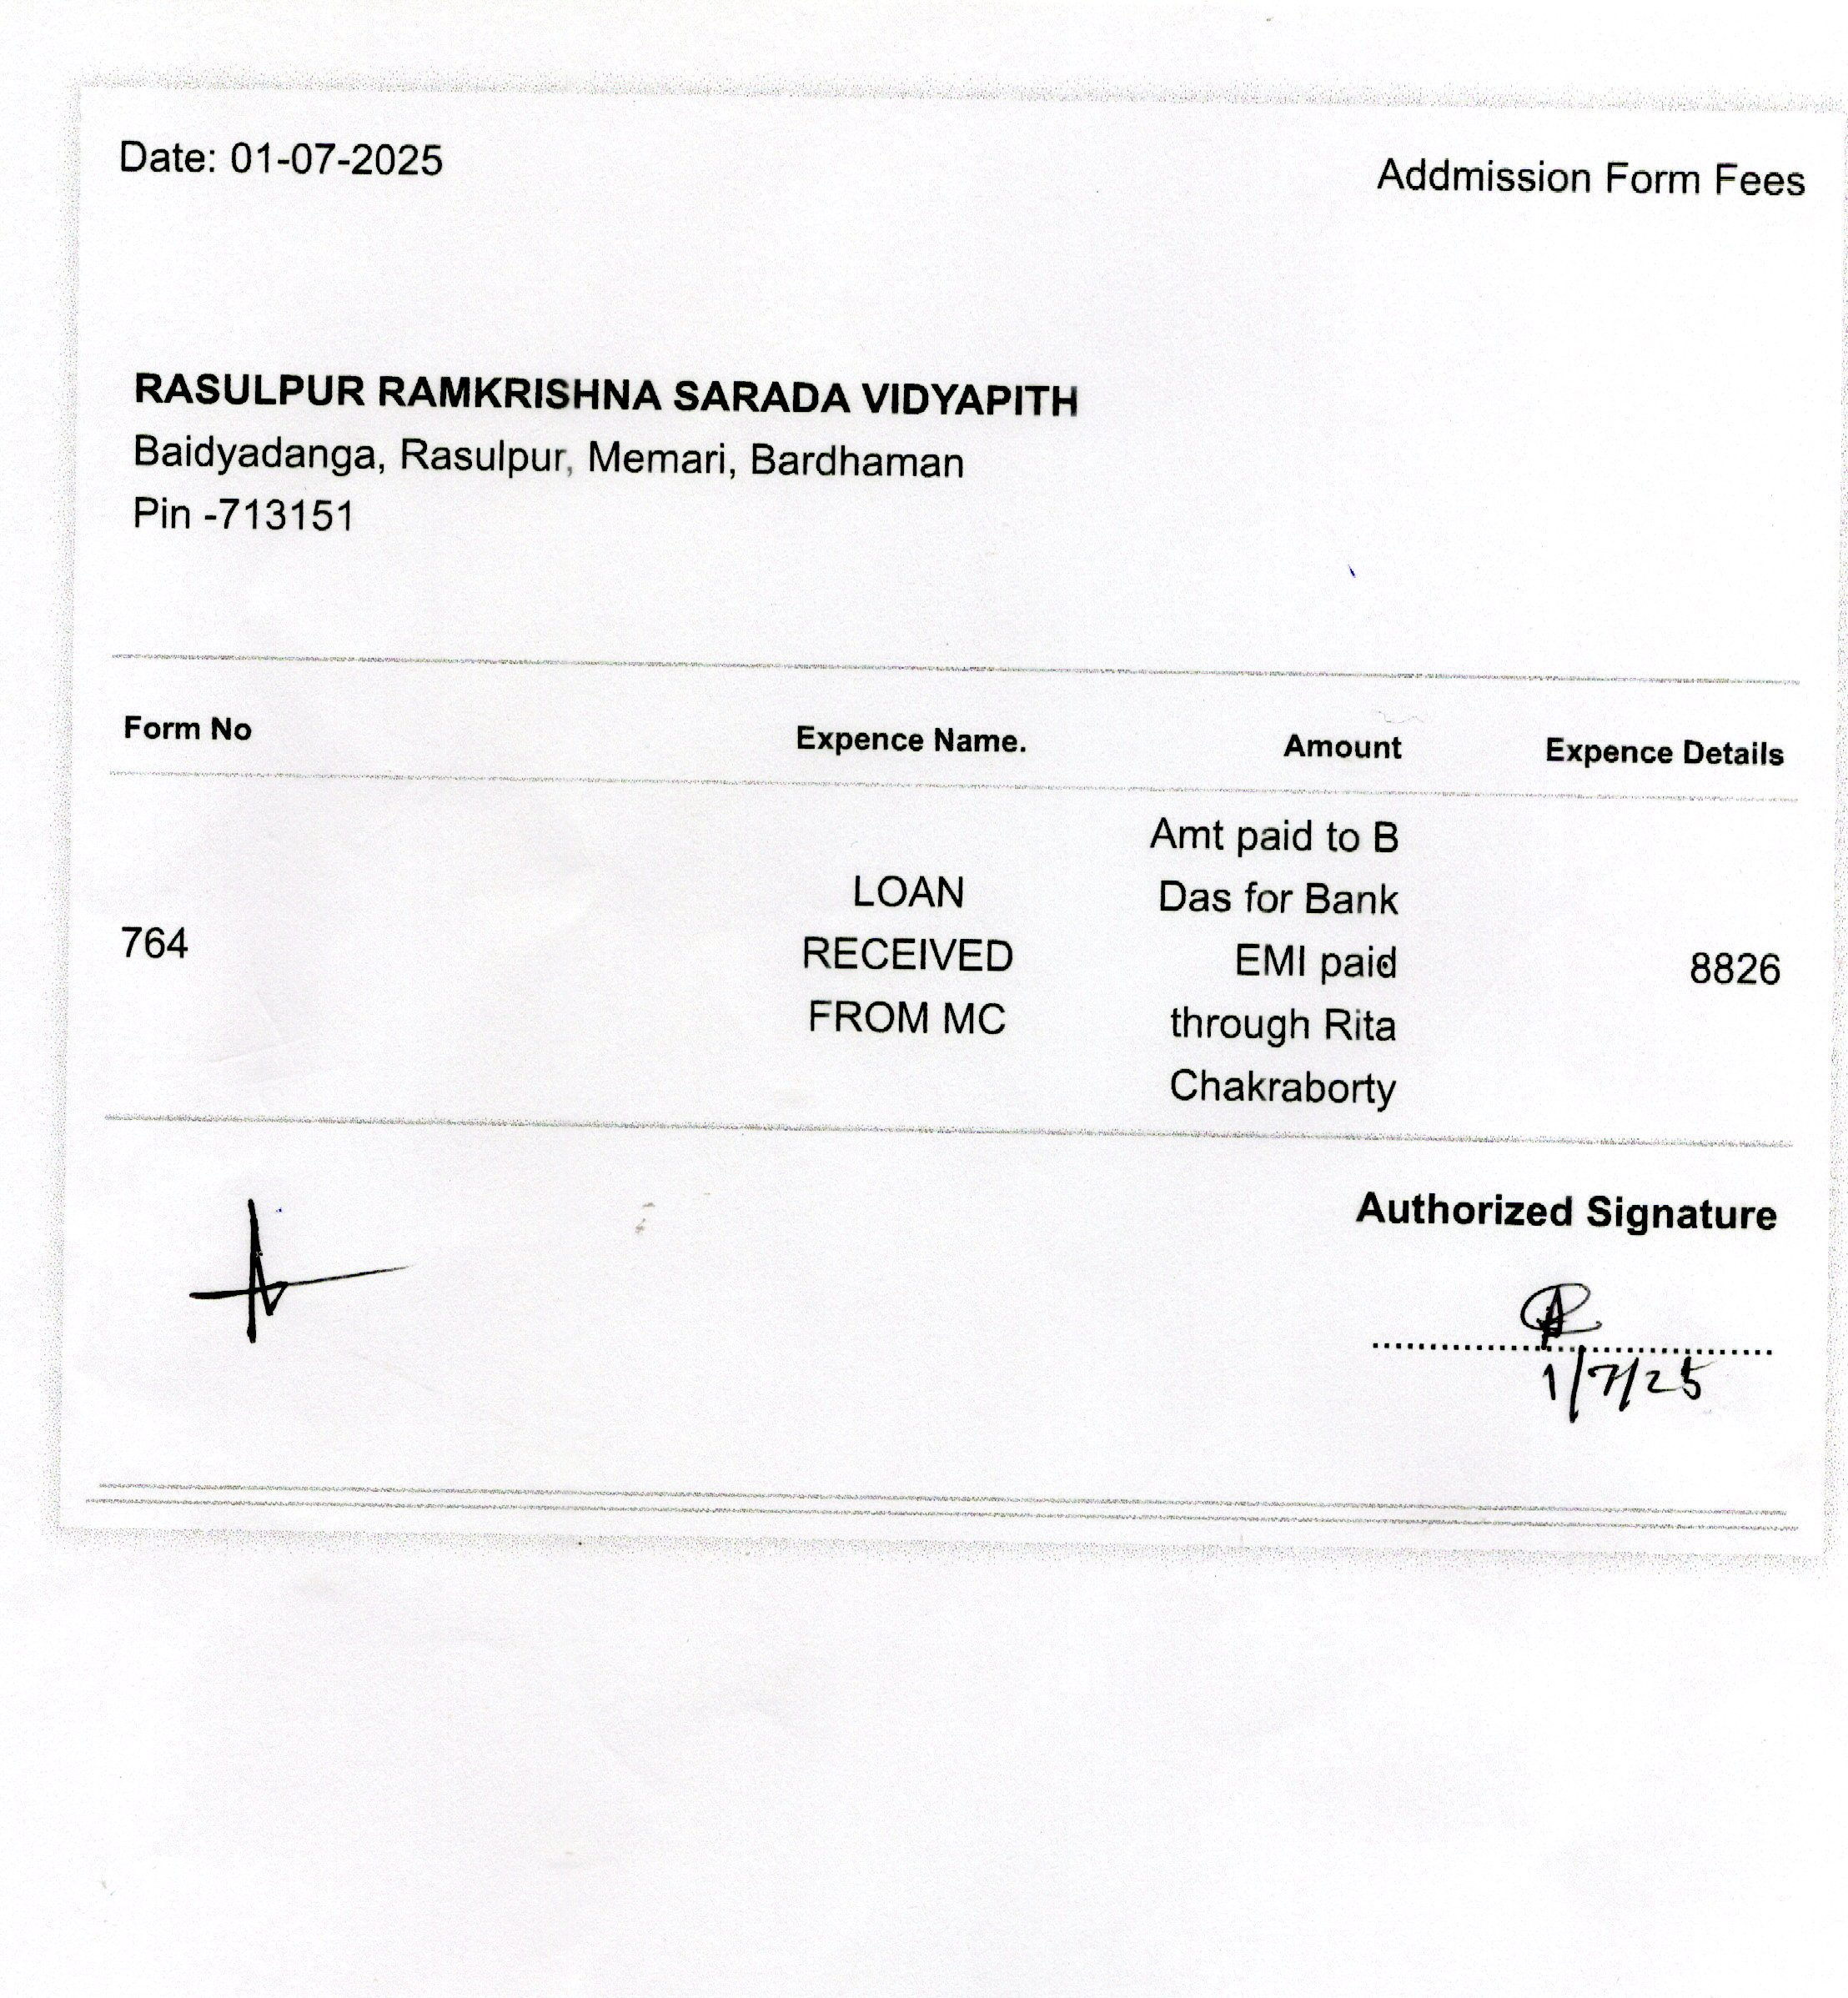 Date: 01-07-2025
Addmission Form Fees
RASULPUR RAMKRISHNA SARADA VIDYAPITH
Baidyadanga, Rasulpur, Memari, Bardhaman
Pin -713151
Form No Expence Name. Amount Expence Details
764
LOAN
RECEIVED
FROM MC
Amt paid to B
Das for Bank
EMI paid
through Rita
Chakraborty
8826
Authorized Signature
1/7/25